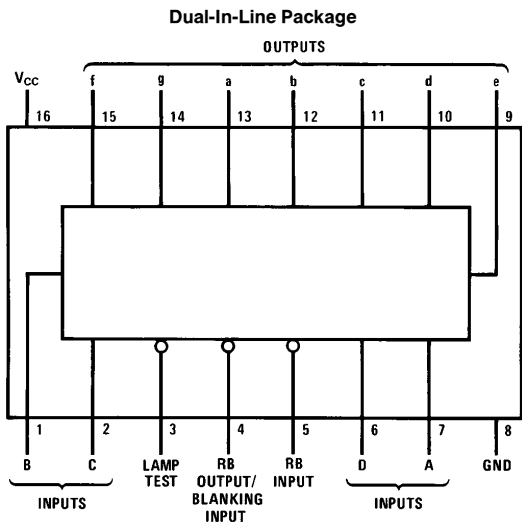 Dual-In-Line Package
OUTPUTS
VCC f g a b c d e
16 15 14 13 12 11 10 9
1 2 3 4 5 6 7 8
B C LAMP RB RB D A GND
TEST OUTPUT/ INPUT
INPUTS BLANKING INPUTS
INPUT